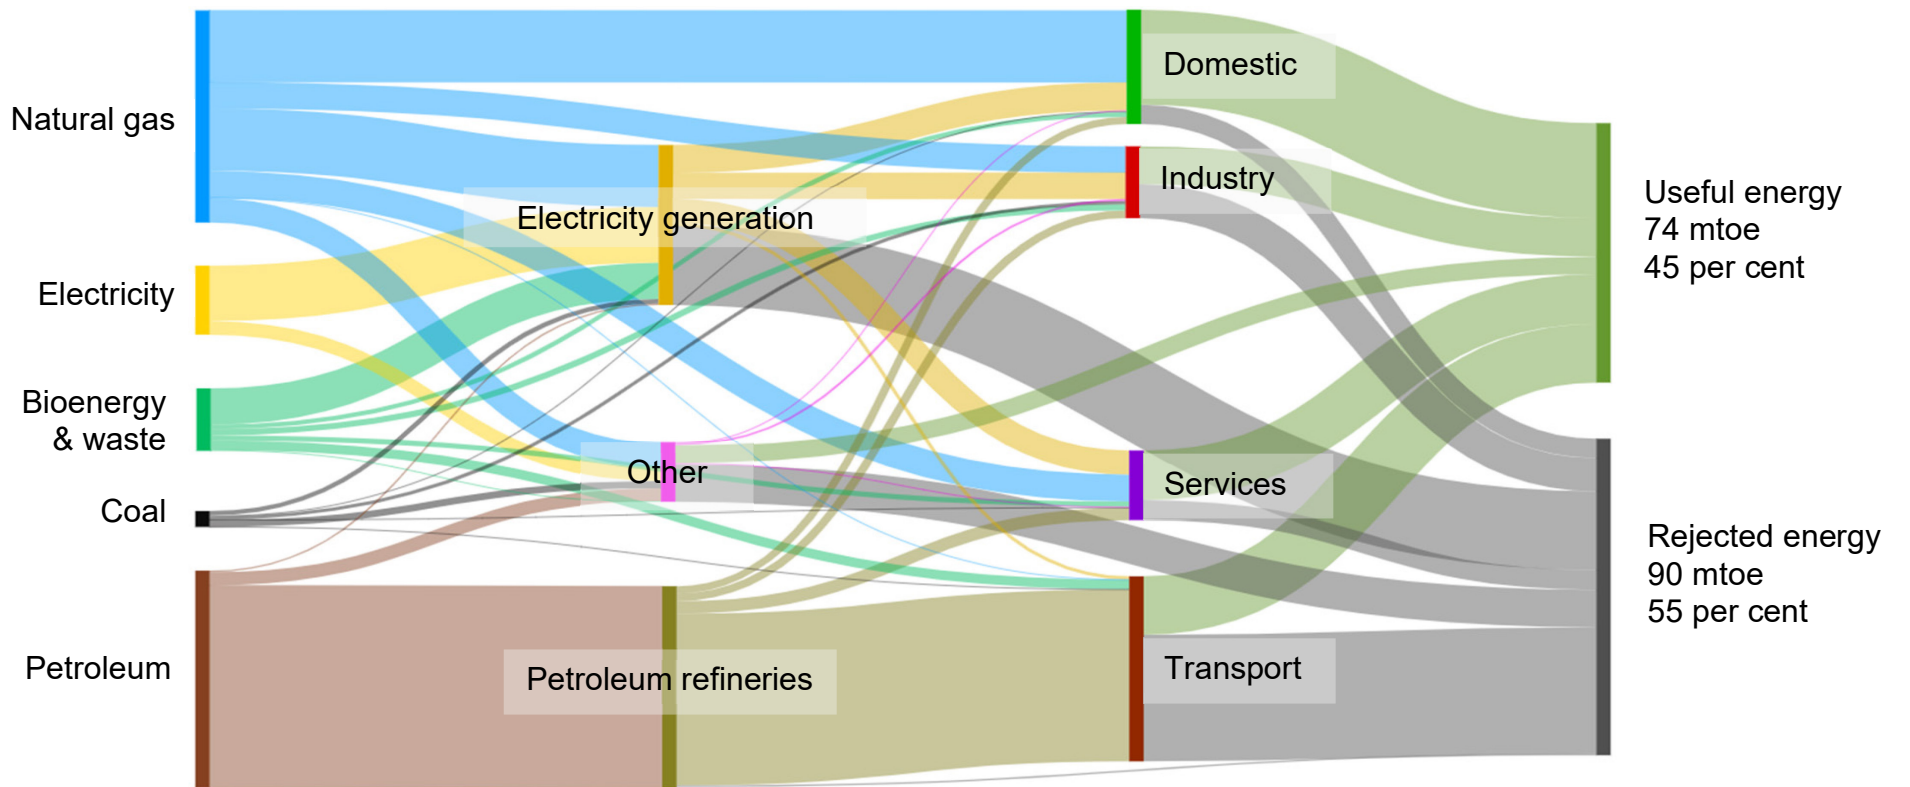 Natural gas
Electricity
Bioenergy
& waste
Coal
Petroleum
Electricity generation
Other
Petroleum refineries
Domestic
Industry
Services
Transport
Useful energy
74 mtoe
45 per cent
Rejected energy
90 mtoe
55 per cent